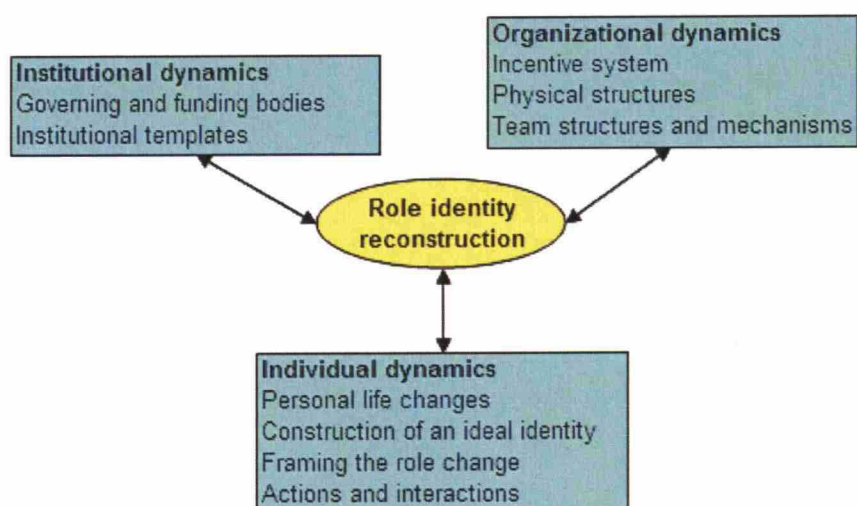 Institutional dynamics
Governing and funding bodies
Institutional templates
Organizational dynamics
Incentive system
Physical structures
Team structures and mechanisms
Role identity
reconstruction
Individual dynamics
Personal life changes
Construction of an ideal identity
Framing the role change
Actions and interactions